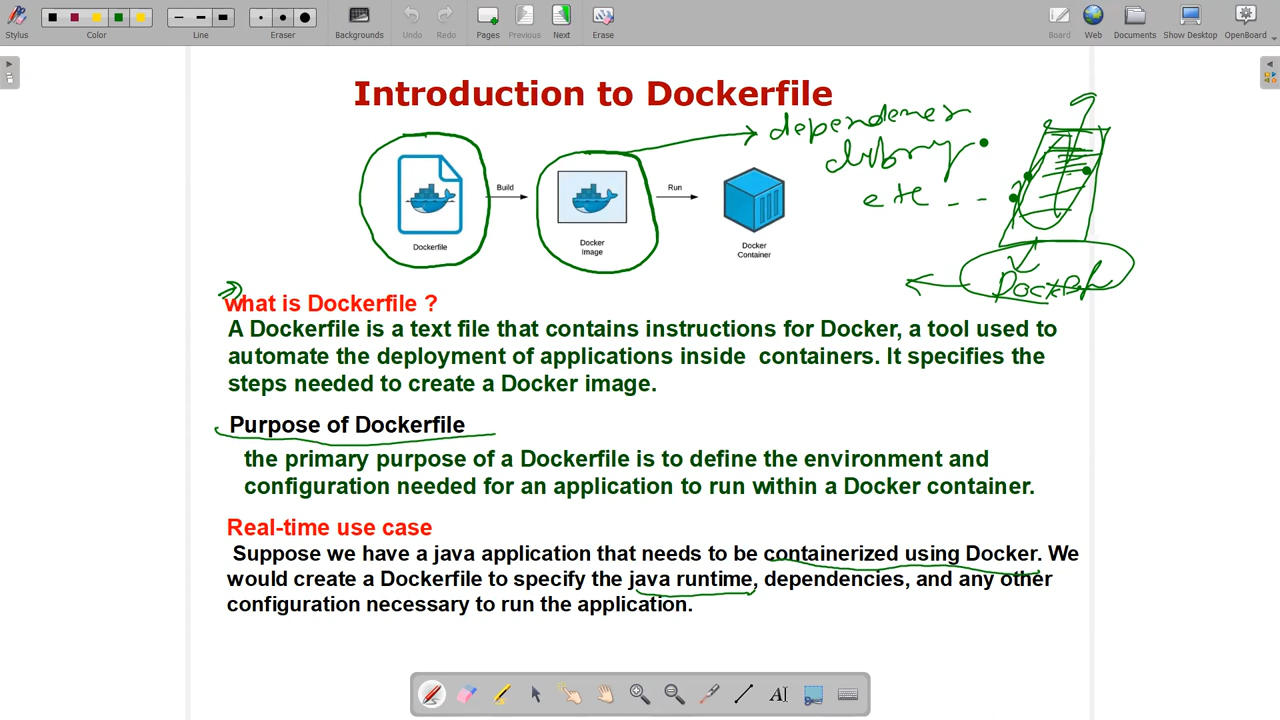 Stylus
Color
Line
Eraser
Backgrounds
Undo
Redo
Pages
Previous
Next
Erase
Board
Web
Documents
Show Desktop
OpenBoard
Introduction to Dockerfile
Build
Run
Dockerfile
Docker
Image
Docker
Container
etc - -
what is Dockerfile ?
A Dockerfile is a text file that contains instructions for Docker, a tool used to
automate the deployment of applications inside containers. It specifies the
steps needed to create a Docker image.
Purpose of Dockerfile
the primary purpose of a Dockerfile is to define the environment and
configuration needed for an application to run within a Docker container.
Real-time use case
Suppose we have a java application that needs to be containerized using Docker. We
would create a Dockerfile to specify the java runtime, dependencies, and any other
configuration necessary to run the application.